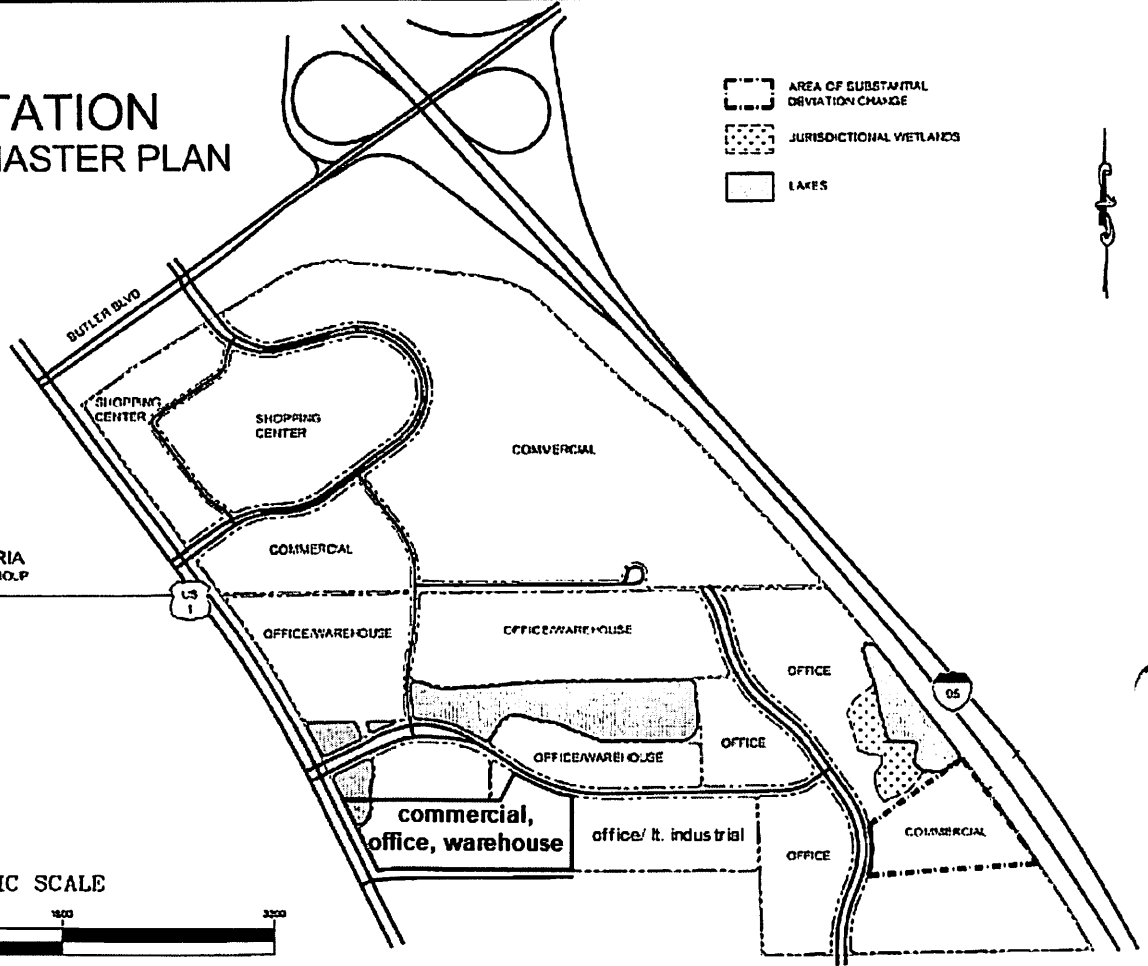 TATION
MASTER PLAN
AREA OF SUBSTANTIAL
DEVIATION CHANGE
JURISDICTIONAL WETLANDS
LAKES
BUTLER BLVD
SHOPPING
CENTER
SHOPPING
CENTER
COMMERCIAL
COMMERCIAL
RIA
US
1
OFFICE/WAREHOUSE
OFFICE/WAREHOUSE
OFFICE
95
OFFICE
OFFICE/WAREHOUSE
commercial,
office, warehouse
office/ lt. industrial
OFFICE
COMMERCIAL
IC SCALE
1600